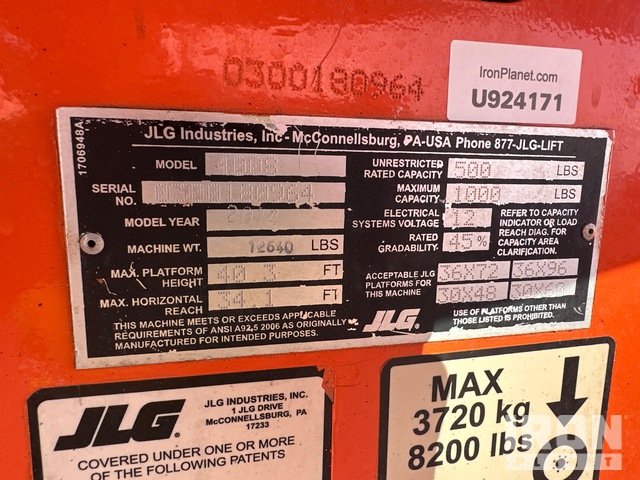 0300180964
IronPlanet.com
U924171
1706948A
JLG Industries, Inc - McConnellsburg, PA-USA Phone 877-JLG-LIFT
MODEL 400S
SERIAL NO. 0300180964
MODEL YEAR 2014
MACHINE WT. 12640 LBS
MAX. PLATFORM HEIGHT 40.3 FT
MAX. HORIZONTAL REACH 34.1 FT
THIS MACHINE MEETS OR EXCEEDS APPLICABLE
REQUIREMENTS OF ANSI A92.5 2006 AS ORIGINALLY
MANUFACTURED FOR INTENDED PURPOSES.
UNRESTRICTED RATED CAPACITY 500 LBS
MAXIMUM CAPACITY 1000 LBS
ELECTRICAL SYSTEMS VOLTAGE 12
RATED GRADABILITY 45%
REFER TO CAPACITY
INDICATOR OR LOAD
REACH DIAG. FOR
CAPACITY AREA
CLARIFICATION.
ACCEPTABLE JLG
PLATFORMS FOR
THIS MACHINE
36X72 36X96
30X48 30X60
JLG
USE OF PLATFORMS OTHER THAN
THOSE LISTED IS PROHIBITED.
JLG
JLG INDUSTRIES, INC.
1 JLG DRIVE
McCONNELLSBURG, PA
17233
COVERED UNDER ONE OR MORE
OF THE FOLLOWING PATENTS
MAX
3720 kg
8200 lbs
IRON
PLANET